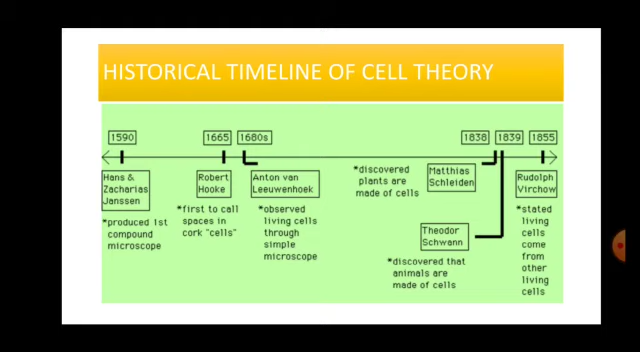 HISTORICAL TIMELINE OF CELL THEORY
1590
1665
1680s
1838
1839
1855
Hans &
Zacharias
Janssen
*produced 1st
compound
microscope
Robert
Hooke
*first to call
spaces in
cork "cells"
Anton van
Leeuwenhoek
*observed
living cells
through
simple
microscope
*discovered
plants are
made of cells
Matthias
Schleiden
Theodor
Schwann
*discovered that
animals are
made of cells
Rudolph
Virchow
*stated
living
cells
come
from
other
living
cells